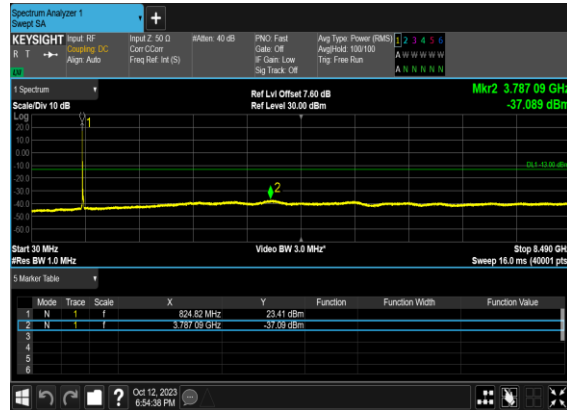 Spectrum Analyzer 1
Swept SA
+
KEYSIGHT Input: RF Input Z: 50 Ω #Atten: 40 dB PNO: Fast Avg Type: Power (RMS) 1 2 3 4 5 6
R T Coupling: DC Corr CCorr Gate: Off Avg|Hold: 100/100 A W W W W W
Align: Auto Freq Ref: Int (S) IF Gain: Low Trig: Free Run
Sig Track: Off A N N N N N
1 Spectrum Ref Lvl Offset 7.60 dB Mkr2 3.787 09 GHz
Scale/Div 10 dB Ref Level 30.00 dBm -37.089 dBm
Log
20.0
10.0
0.00
-10.0
-20.0
-30.0
-40.0
-50.0
-60.0
1
2
DL1 -13.00 dBm
Start 30 MHz Video BW 3.0 MHz* Stop 8.490 GHz
#Res BW 1.0 MHz Sweep 16.0 ms (40001 pts)
5 Marker Table
Mode Trace Scale X Y Function Function Width Function Value
1 N 1 f 824.82 MHz 23.41 dBm
2 N 1 f 3.787 09 GHz -37.09 dBm
3
4
5
6
? Oct 12, 2023
6:54:38 PM